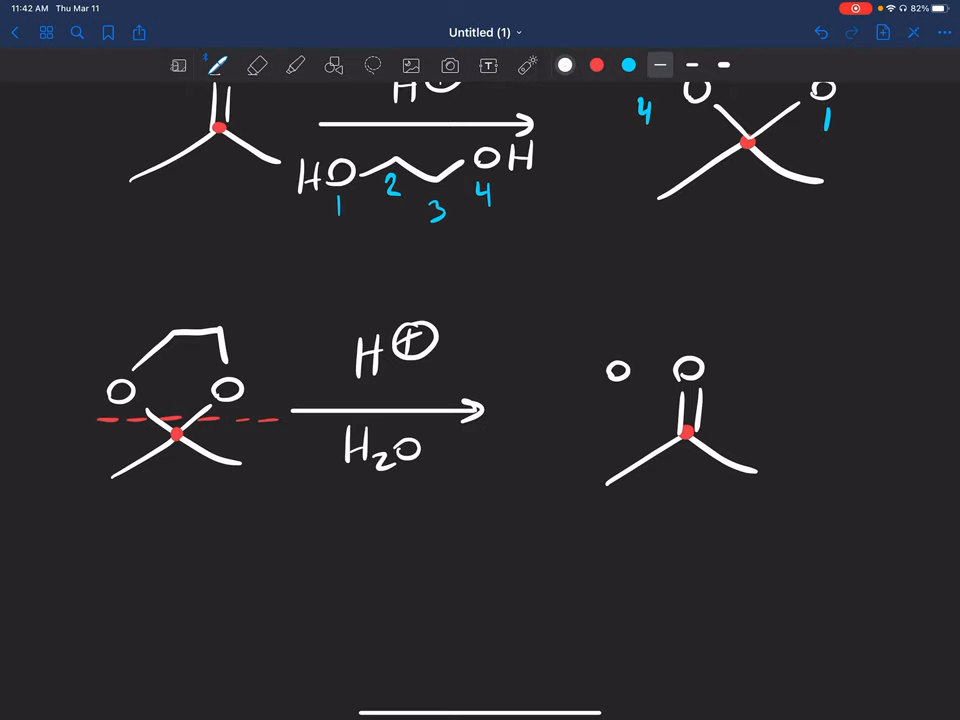 11:42 AM Thu Mar 11
82%
Untitled (1)
H +
4 O O
1
HO OH
1 2 3 4
O O
H +
H2O
O O